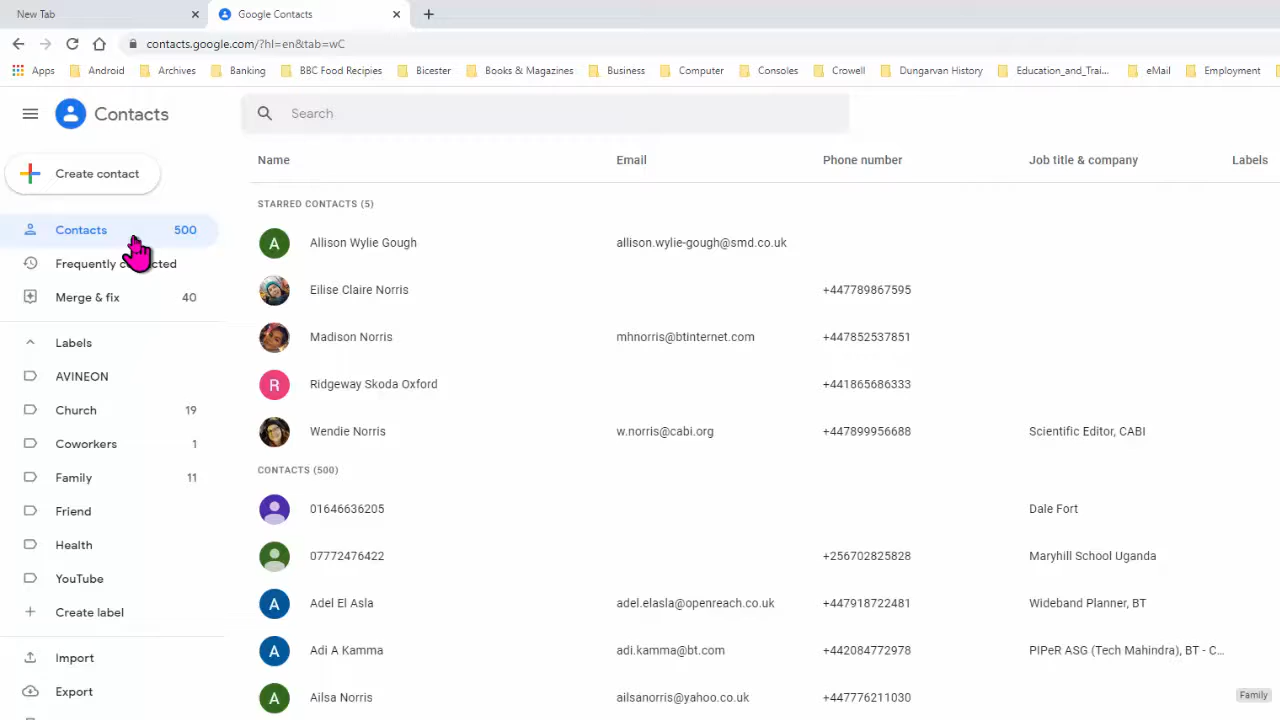 New Tab
Google Contacts
contacts.google.com/?hl=en&tab=wC
Apps Android Archives Banking BBC Food Recipies Bicester Books & Magazines Business Computer Consoles Crowell Dungarvan History Education_and_Trai... eMail Employment
Contacts
Search
Create contact
Name Email Phone number Job title & company Labels
Contacts 500
Frequently contacted
Merge & fix 40
Labels
AVINEON
Church 19
Coworkers 1
Family 11
Friend
Health
YouTube
Create label
Import
Export
STARRED CONTACTS (5)
A Allison Wylie Gough allison.wylie-gough@smd.co.uk
Eilise Claire Norris +447789867595
Madison Norris mhnorris@btinternet.com +447852537851
R Ridgeway Skoda Oxford +441865686333
Wendie Norris w.norris@cabi.org +447899956688 Scientific Editor, CABI
CONTACTS (500)
01646636205 Dale Fort
07772476422 +256702825828 Maryhill School Uganda
A Adel El Asla adel.elasla@openreach.co.uk +447918722481 Wideband Planner, BT
A Adi A Kamma adi.kamma@bt.com +442084772978 PIPeR ASG (Tech Mahindra), BT - C...
A Ailsa Norris ailsanorris@yahoo.co.uk +447776211030 Family